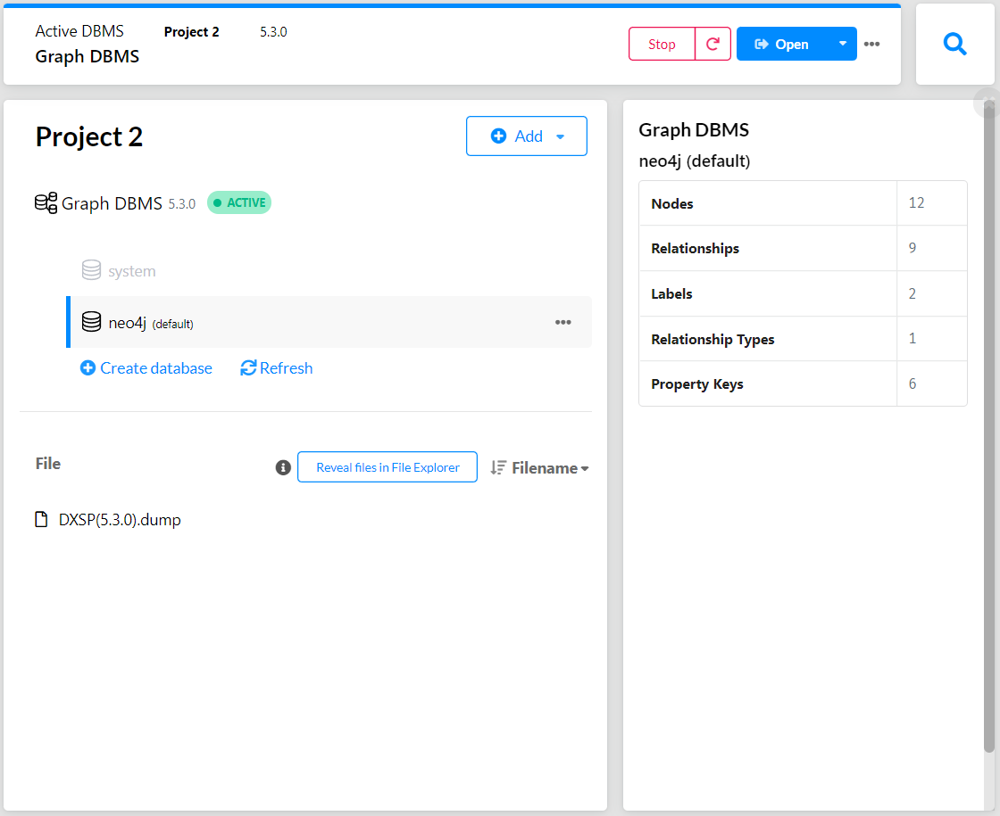 Active DBMS Project 2 5.3.0
Graph DBMS
Stop Open
Project 2
Add
Graph DBMS 5.3.0 ACTIVE
system
neo4j (default)
Create database Refresh
File
Reveal files in File Explorer Filename
DXSP(5.3.0).dump
Graph DBMS
neo4j (default)
Nodes 12
Relationships 9
Labels 2
Relationship Types 1
Property Keys 6